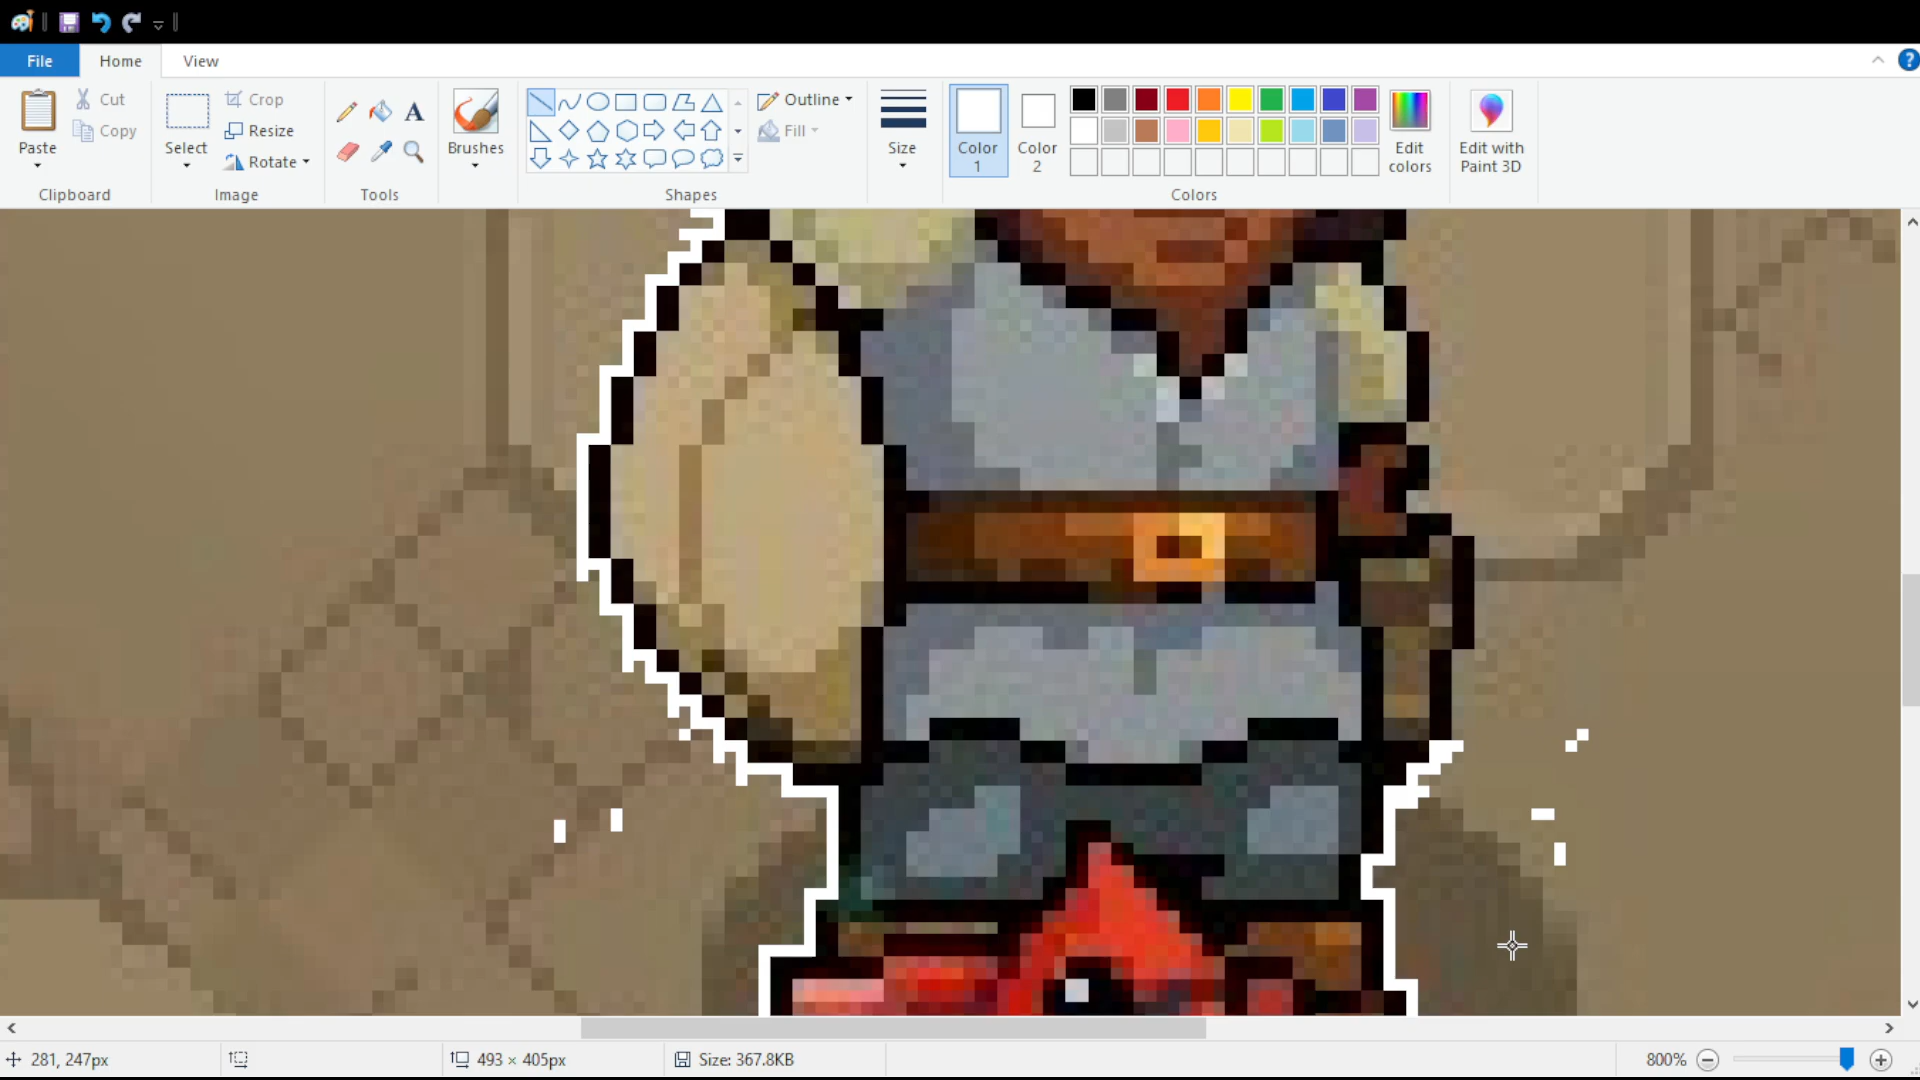 File Home View
Paste
Cut
Copy
Clipboard
Select
Crop
Resize
Rotate
Image
A
Tools
Brushes
Outline
Fill
Shapes
Size
Color
1
Color
2
Edit
colors
Colors
Edit with
Paint 3D
?
281, 247px
493 × 405px
Size: 367.8KB
800%